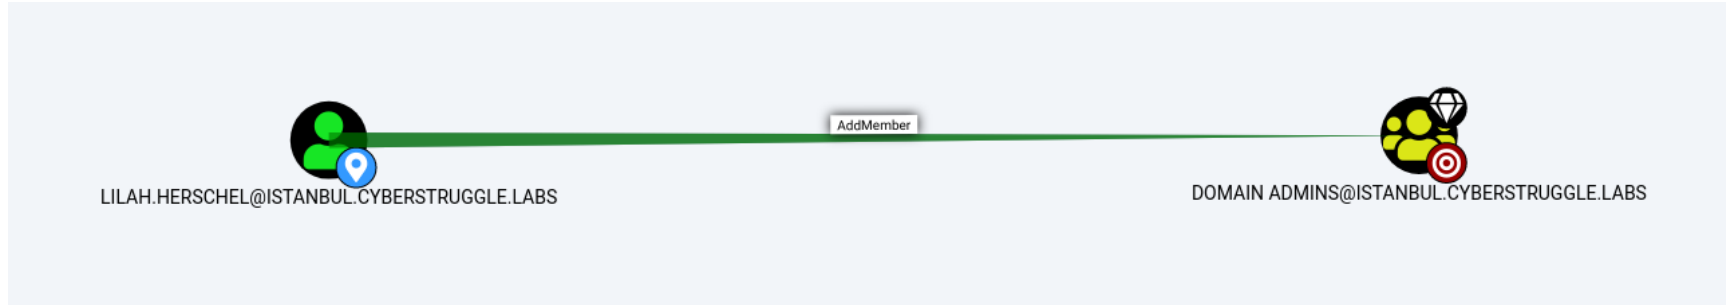 AddMember
LILAH.HERSCHEL@ISTANBUL.CYBERSTRUGGLE.LABS
DOMAIN ADMINS@ISTANBUL.CYBERSTRUGGLE.LABS